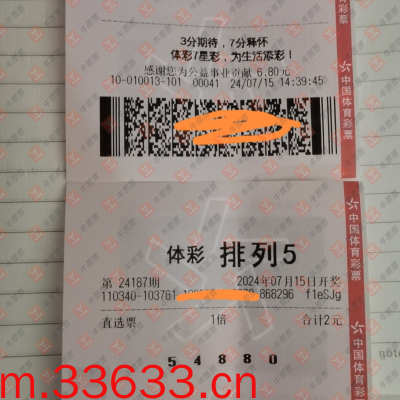 3分期待，7分释怀
体彩7星彩，为生活添彩！
感谢您为公益事业贡献 6.80元
10-010013-101 00041 24/07/15 14:39:45
中国体育彩票
体彩 排列5
中国体育彩票
第 24187期 2024年07月15日开奖
110340-103761 868296 f1eSJg
直选票 1倍 合计2元
5 4 8 8 0
m.33633.cn